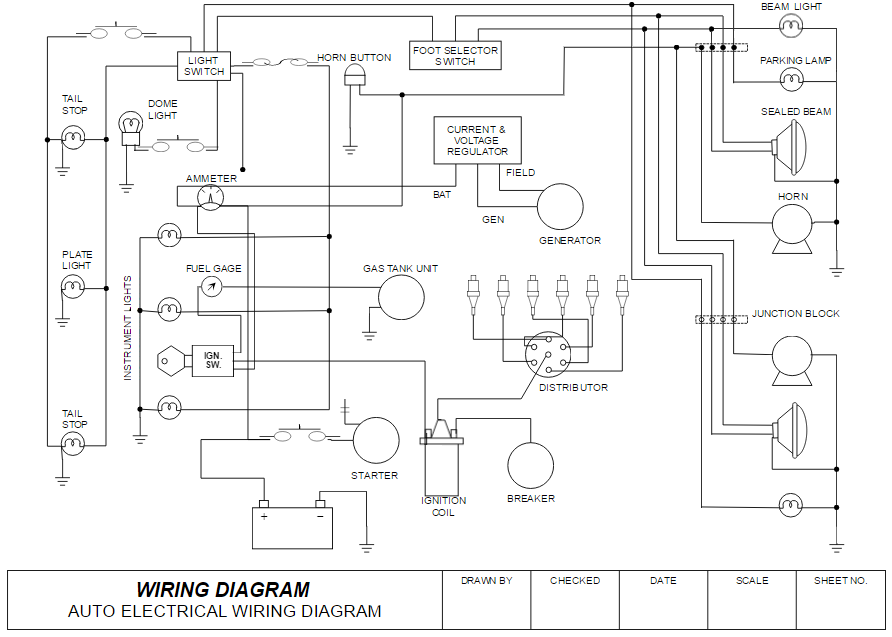 BEAM LIGHT
LIGHT
SWITCH
HORN BUTTON
FOOT SELECTOR
SWITCH
PARKING LAMP
TAIL
STOP
DOME
LIGHT
SEALED BEAM
CURRENT &
VOLTAGE
REGULATOR
AMMETER
FIELD
BAT
GEN
HORN
GENERATOR
PLATE
LIGHT
FUEL GAGE
GAS TANK UNIT
INSTRUMENT LIGHTS
JUNCTION BLOCK
IGN.
SW.
DISTRIBUTOR
TAIL
STOP
STARTER
IGNITION
COIL
BREAKER
+
−
WIRING DIAGRAM
AUTO ELECTRICAL WIRING DIAGRAM
DRAWN BY
CHECKED
DATE
SCALE
SHEET NO.